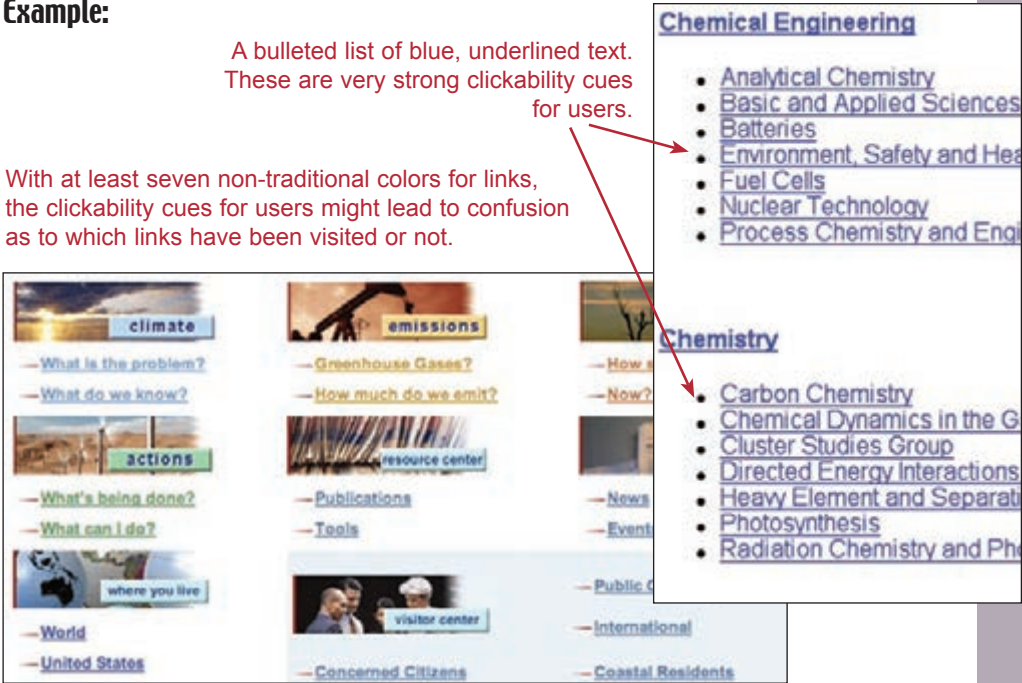 Example:
A bulleted list of blue, underlined text.
These are very strong clickability cues
for users.
With at least seven non-traditional colors for links,
the clickability cues for users might lead to confusion
as to which links have been visited or not.
Chemical Engineering
Analytical Chemistry
Basic and Applied Sciences
Batteries
Environment, Safety and Hea
Fuel Cells
Nuclear Technology
Process Chemistry and Engi
Chemistry
Carbon Chemistry
Chemical Dynamics in the G
Cluster Studies Group
Directed Energy Interactions
Heavy Element and Separati
Photosynthesis
Radiation Chemistry and Pho
climate
What is the problem?
What do we know?
emissions
Greenhouse Gases?
How much do we emit?
How s
Now?
actions
What's being done?
What can I do?
resource center
Publications
Tools
News
Event
where you live
World
United States
visitor center
Concerned Citizens
Public
International
Coastal Residents